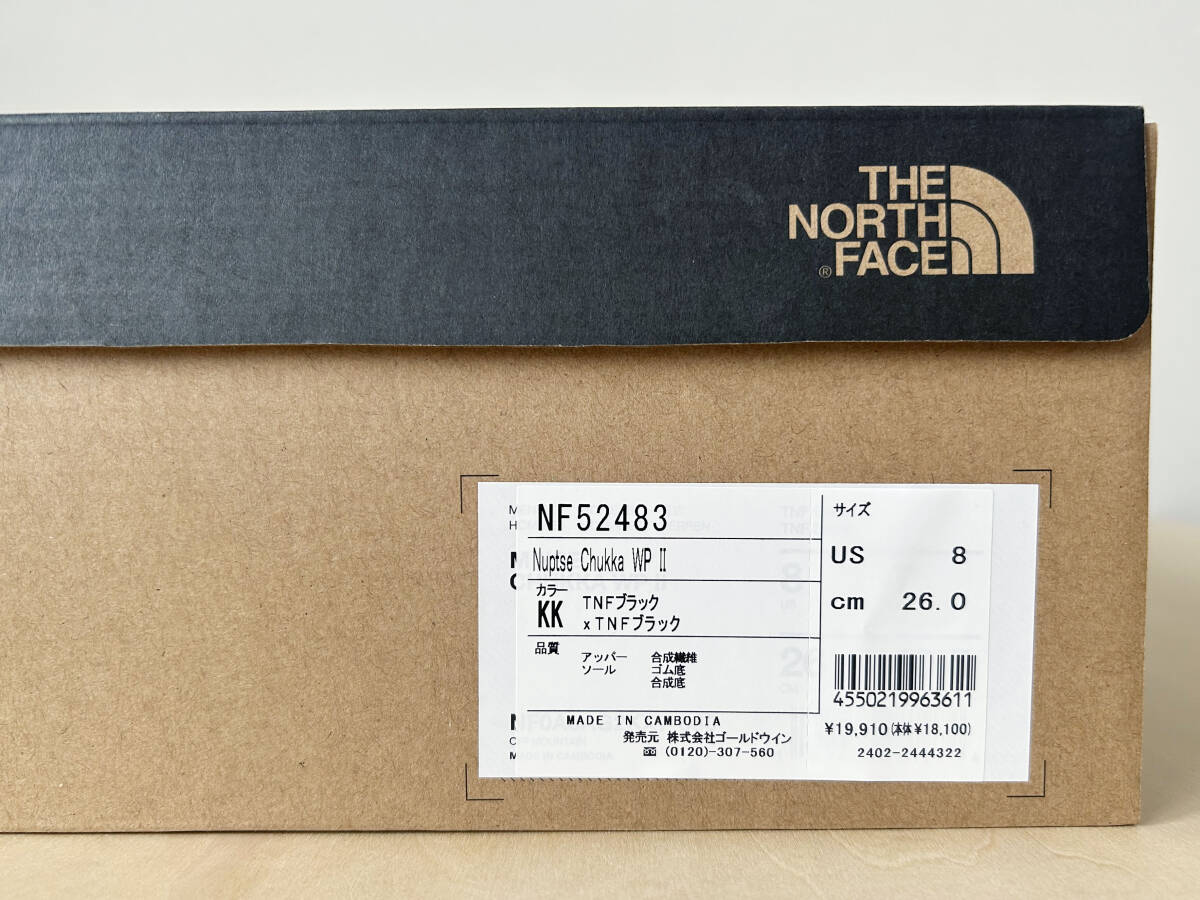 THE
NORTH
® FACE
NF52483
Nuptse Chukka WP Ⅱ
カラー
KK
TNFブラック
xTNFブラック
品質
アッパー 合成繊維
ソール ゴム底
合成底
MADE IN CAMBODIA
発売元 株式会社ゴールドウイン
(0120)-307-560
サイズ
US 8
cm 26.0
4550219963611
¥19,910(本体¥18,100)
2402-2444322